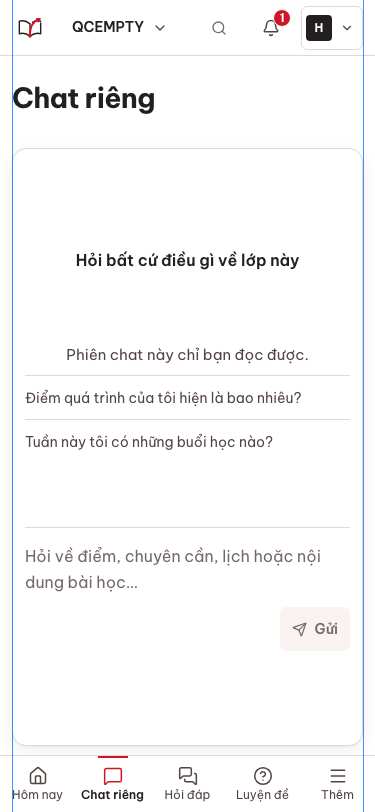 QCEMPTY
1
H
Chat riêng
Hỏi bất cứ điều gì về lớp này
Phiên chat này chỉ bạn đọc được.
Điểm quá trình của tôi hiện là bao nhiêu?
Tuần này tôi có những buổi học nào?
Hỏi về điểm, chuyên cần, lịch hoặc nội
dung bài học...
Gửi
Hôm nay
Chat riêng
Hỏi đáp
Luyện đề
Thêm